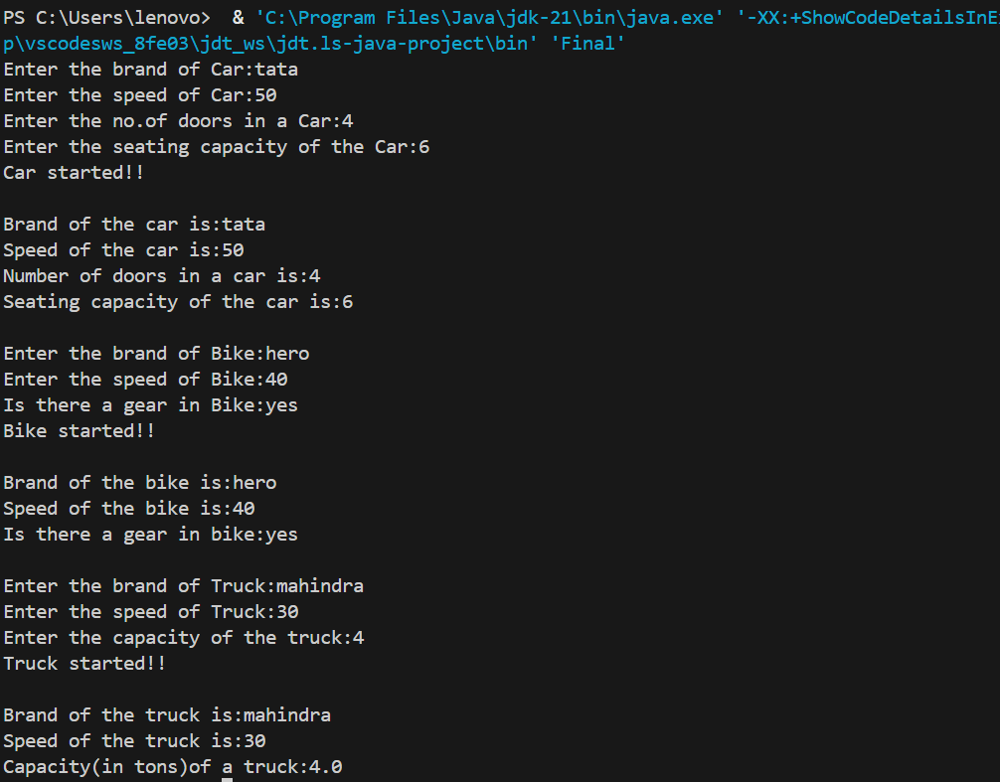 PS C:\Users\lenovo>  & 'C:\Program Files\Java\jdk-21\bin\java.exe' '-XX:+ShowCodeDetailsInE
p\vscodesws_8fe03\jdt_ws\jdt.ls-java-project\bin' 'Final'
Enter the brand of Car:tata
Enter the speed of Car:50
Enter the no.of doors in a Car:4
Enter the seating capacity of the Car:6
Car started!!
Brand of the car is:tata
Speed of the car is:50
Number of doors in a car is:4
Seating capacity of the car is:6
Enter the brand of Bike:hero
Enter the speed of Bike:40
Is there a gear in Bike:yes
Bike started!!
Brand of the bike is:hero
Speed of the bike is:40
Is there a gear in bike:yes
Enter the brand of Truck:mahindra
Enter the speed of Truck:30
Enter the capacity of the truck:4
Truck started!!
Brand of the truck is:mahindra
Speed of the truck is:30
Capacity(in tons)of a truck:4.0